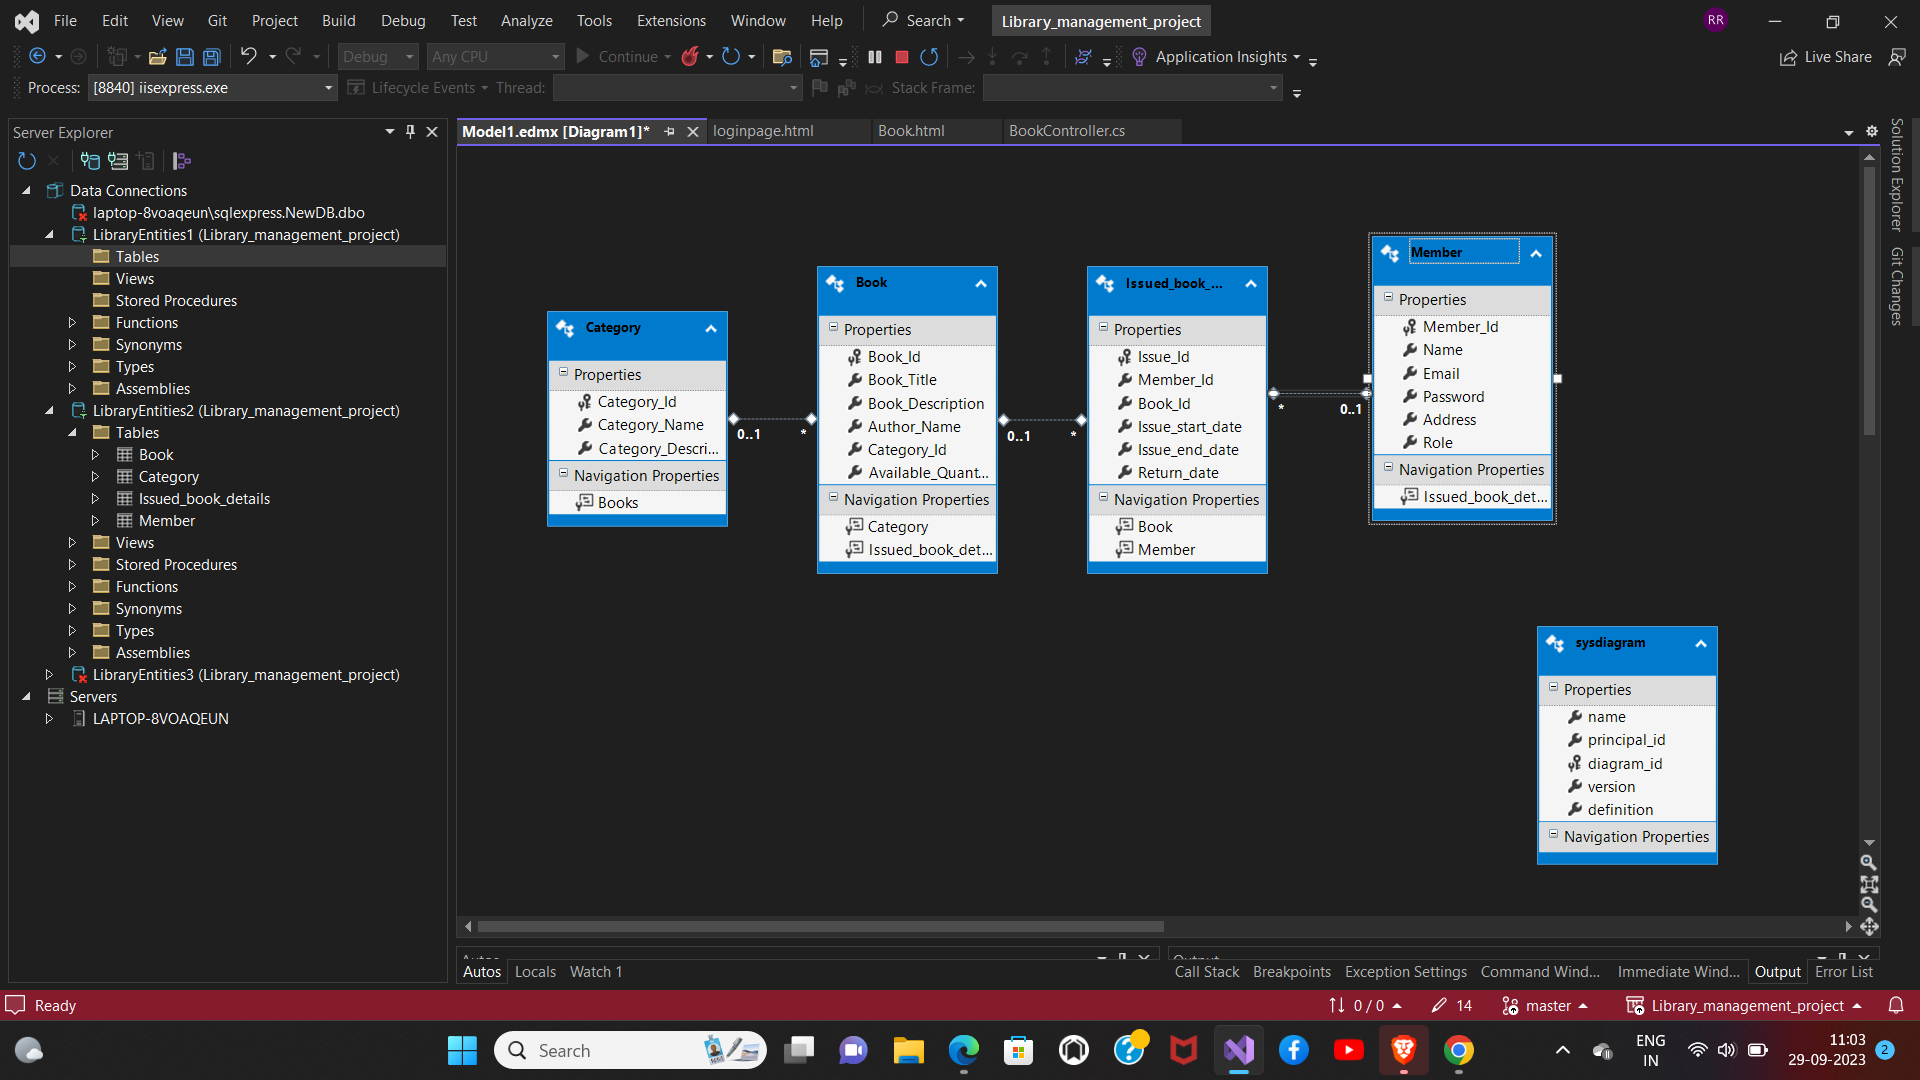 File Edit View Git Project Build Debug Test Analyze Tools Extensions Window Help Search Library_management_project RR
Debug Any CPU Continue Application Insights Live Share
Process: [8840] iisexpress.exe Lifecycle Events Thread: Stack Frame:
Server Explorer
Data Connections
laptop-8voaqeun\sqlexpress.NewDB.dbo
LibraryEntities1 (Library_management_project)
Tables
Views
Stored Procedures
Functions
Synonyms
Types
Assemblies
LibraryEntities2 (Library_management_project)
Tables
Book
Category
Issued_book_details
Member
Views
Stored Procedures
Functions
Synonyms
Types
Assemblies
LibraryEntities3 (Library_management_project)
Servers
LAPTOP-8VOAQEUN
Model1.edmx [Diagram1]* loginpage.html Book.html BookController.cs
Category
Properties
Category_Id
Category_Name
Category_Descri...
Navigation Properties
Books
0..1 *
Book
Properties
Book_Id
Book_Title
Book_Description
Author_Name
Category_Id
Available_Quant...
Navigation Properties
Category
Issued_book_det...
0..1 *
Issued_book_...
Properties
Issue_Id
Member_Id
Book_Id
Issue_start_date
Issue_end_date
Return_date
Navigation Properties
Book
Member
* 0..1
Member
Properties
Member_Id
Name
Email
Password
Address
Role
Navigation Properties
Issued_book_det...
sysdiagram
Properties
name
principal_id
diagram_id
version
definition
Navigation Properties
Solution Explorer
Git Changes
Autos Output
Autos Locals Watch 1 Call Stack Breakpoints Exception Settings Command Wind... Immediate Wind... Output Error List
Ready 0 / 0 14 master Library_management_project
Search ENG IN 11:03 29-09-2023 2